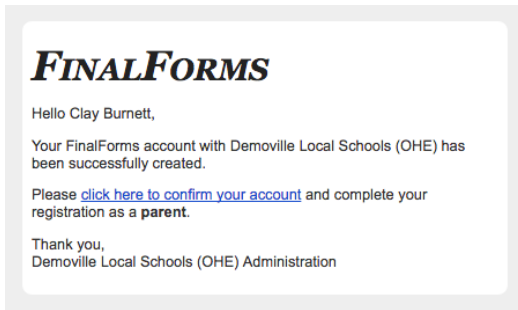 FINALFORMS
Hello Clay Burnett,
Your FinalForms account with Demoville Local Schools (OHE) has
been successfully created.
Please click here to confirm your account and complete your
registration as a parent.
Thank you,
Demoville Local Schools (OHE) Administration